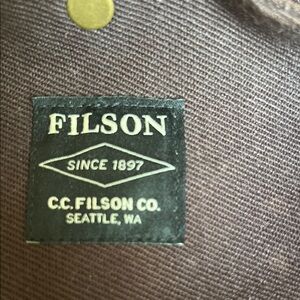 FILSON
SINCE 1897
C.C. FILSON CO.
SEATTLE, WA